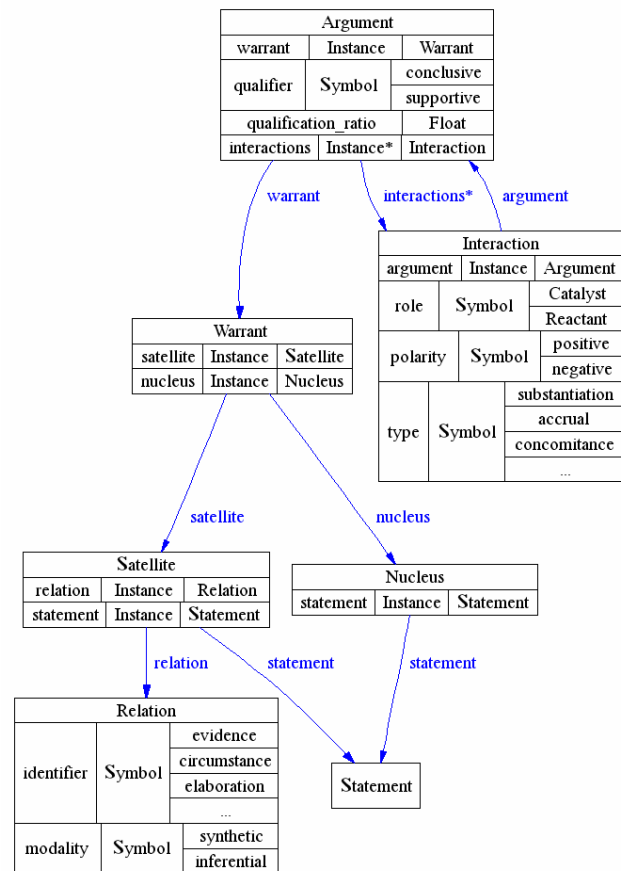 Argument
warrant Instance Warrant
qualifier Symbol conclusive
supportive
qualification_ratio Float
interactions Instance* Interaction
warrant interactions* argument
Interaction
argument Instance Argument
role Symbol Catalyst
Reactant
polarity Symbol positive
negative
type Symbol substantiation
accrual
concomitance
...
Warrant
satellite Instance Satellite
nucleus Instance Nucleus
satellite nucleus
Satellite
relation Instance Relation
statement Instance Statement
Nucleus
statement Instance Statement
relation statement statement
Relation
identifier Symbol evidence
circumstance
elaboration
...
modality Symbol synthetic
inferential
Statement